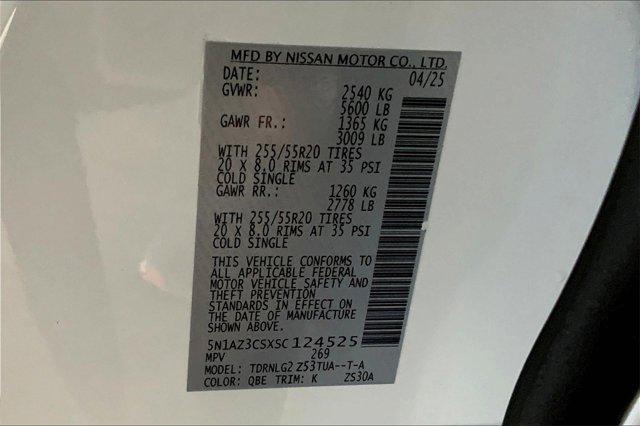 MFD BY NISSAN MOTOR CO., LTD.
DATE: 04/25
GVWR: 2540 KG
5600 LB
GAWR FR.: 1365 KG
3009 LB
WITH 255/55R20 TIRES
20 X 8.0 RIMS AT 35 PSI
COLD SINGLE
GAWR RR.: 1260 KG
2778 LB
WITH 255/55R20 TIRES
20 X 8.0 RIMS AT 35 PSI
COLD SINGLE
THIS VEHICLE CONFORMS TO
ALL APPLICABLE FEDERAL
MOTOR VEHICLE SAFETY AND
THEFT PREVENTION
STANDARDS IN EFFECT ON
THE DATE OF MANUFACTURE
SHOWN ABOVE.
5N1AZ3CSXSC124525
MPV 269
MODEL: TDRNLG2 Z53TUA--T-A
COLOR: QBE TRIM: K ZS30A